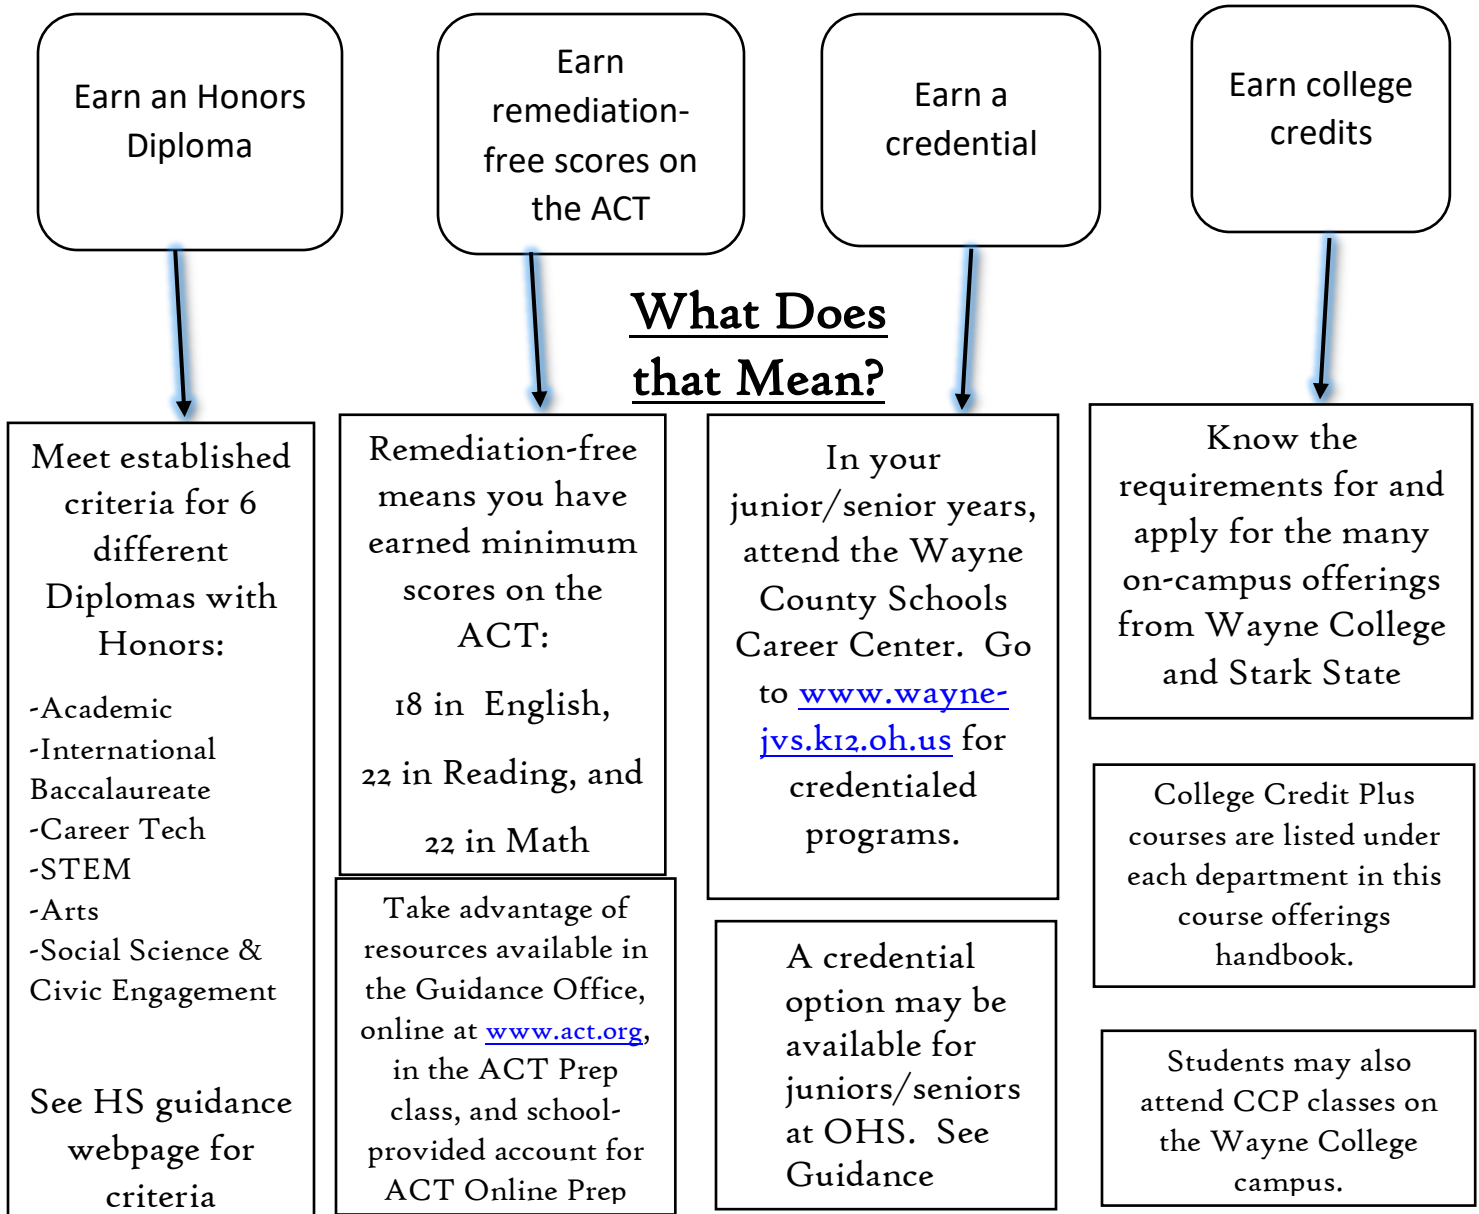 Earn an Honors
Diploma
Earn
remediation-
free scores on
the ACT
Earn a
credential
Earn college
credits
What Does
that Mean?
Meet established
criteria for 6
different
Diplomas with
Honors:
-Academic
-International
Baccalaureate
-Career Tech
-STEM
-Arts
-Social Science &
Civic Engagement
See HS guidance
webpage for
criteria
Remediation-free
means you have
earned minimum
scores on the
ACT:
18 in English,
22 in Reading, and
22 in Math
Take advantage of
resources available in
the Guidance Office,
online at www.act.org,
in the ACT Prep
class, and school-
provided account for
ACT Online Prep
In your
junior/senior years,
attend the Wayne
County Schools
Career Center. Go
to www.wayne-
jvs.k12.oh.us for
credentialed
programs.
A credential
option may be
available for
juniors/seniors
at OHS. See
Guidance
Know the
requirements for and
apply for the many
on-campus offerings
from Wayne College
and Stark State
College Credit Plus
courses are listed under
each department in this
course offerings
handbook.
Students may also
attend CCP classes on
the Wayne College
campus.